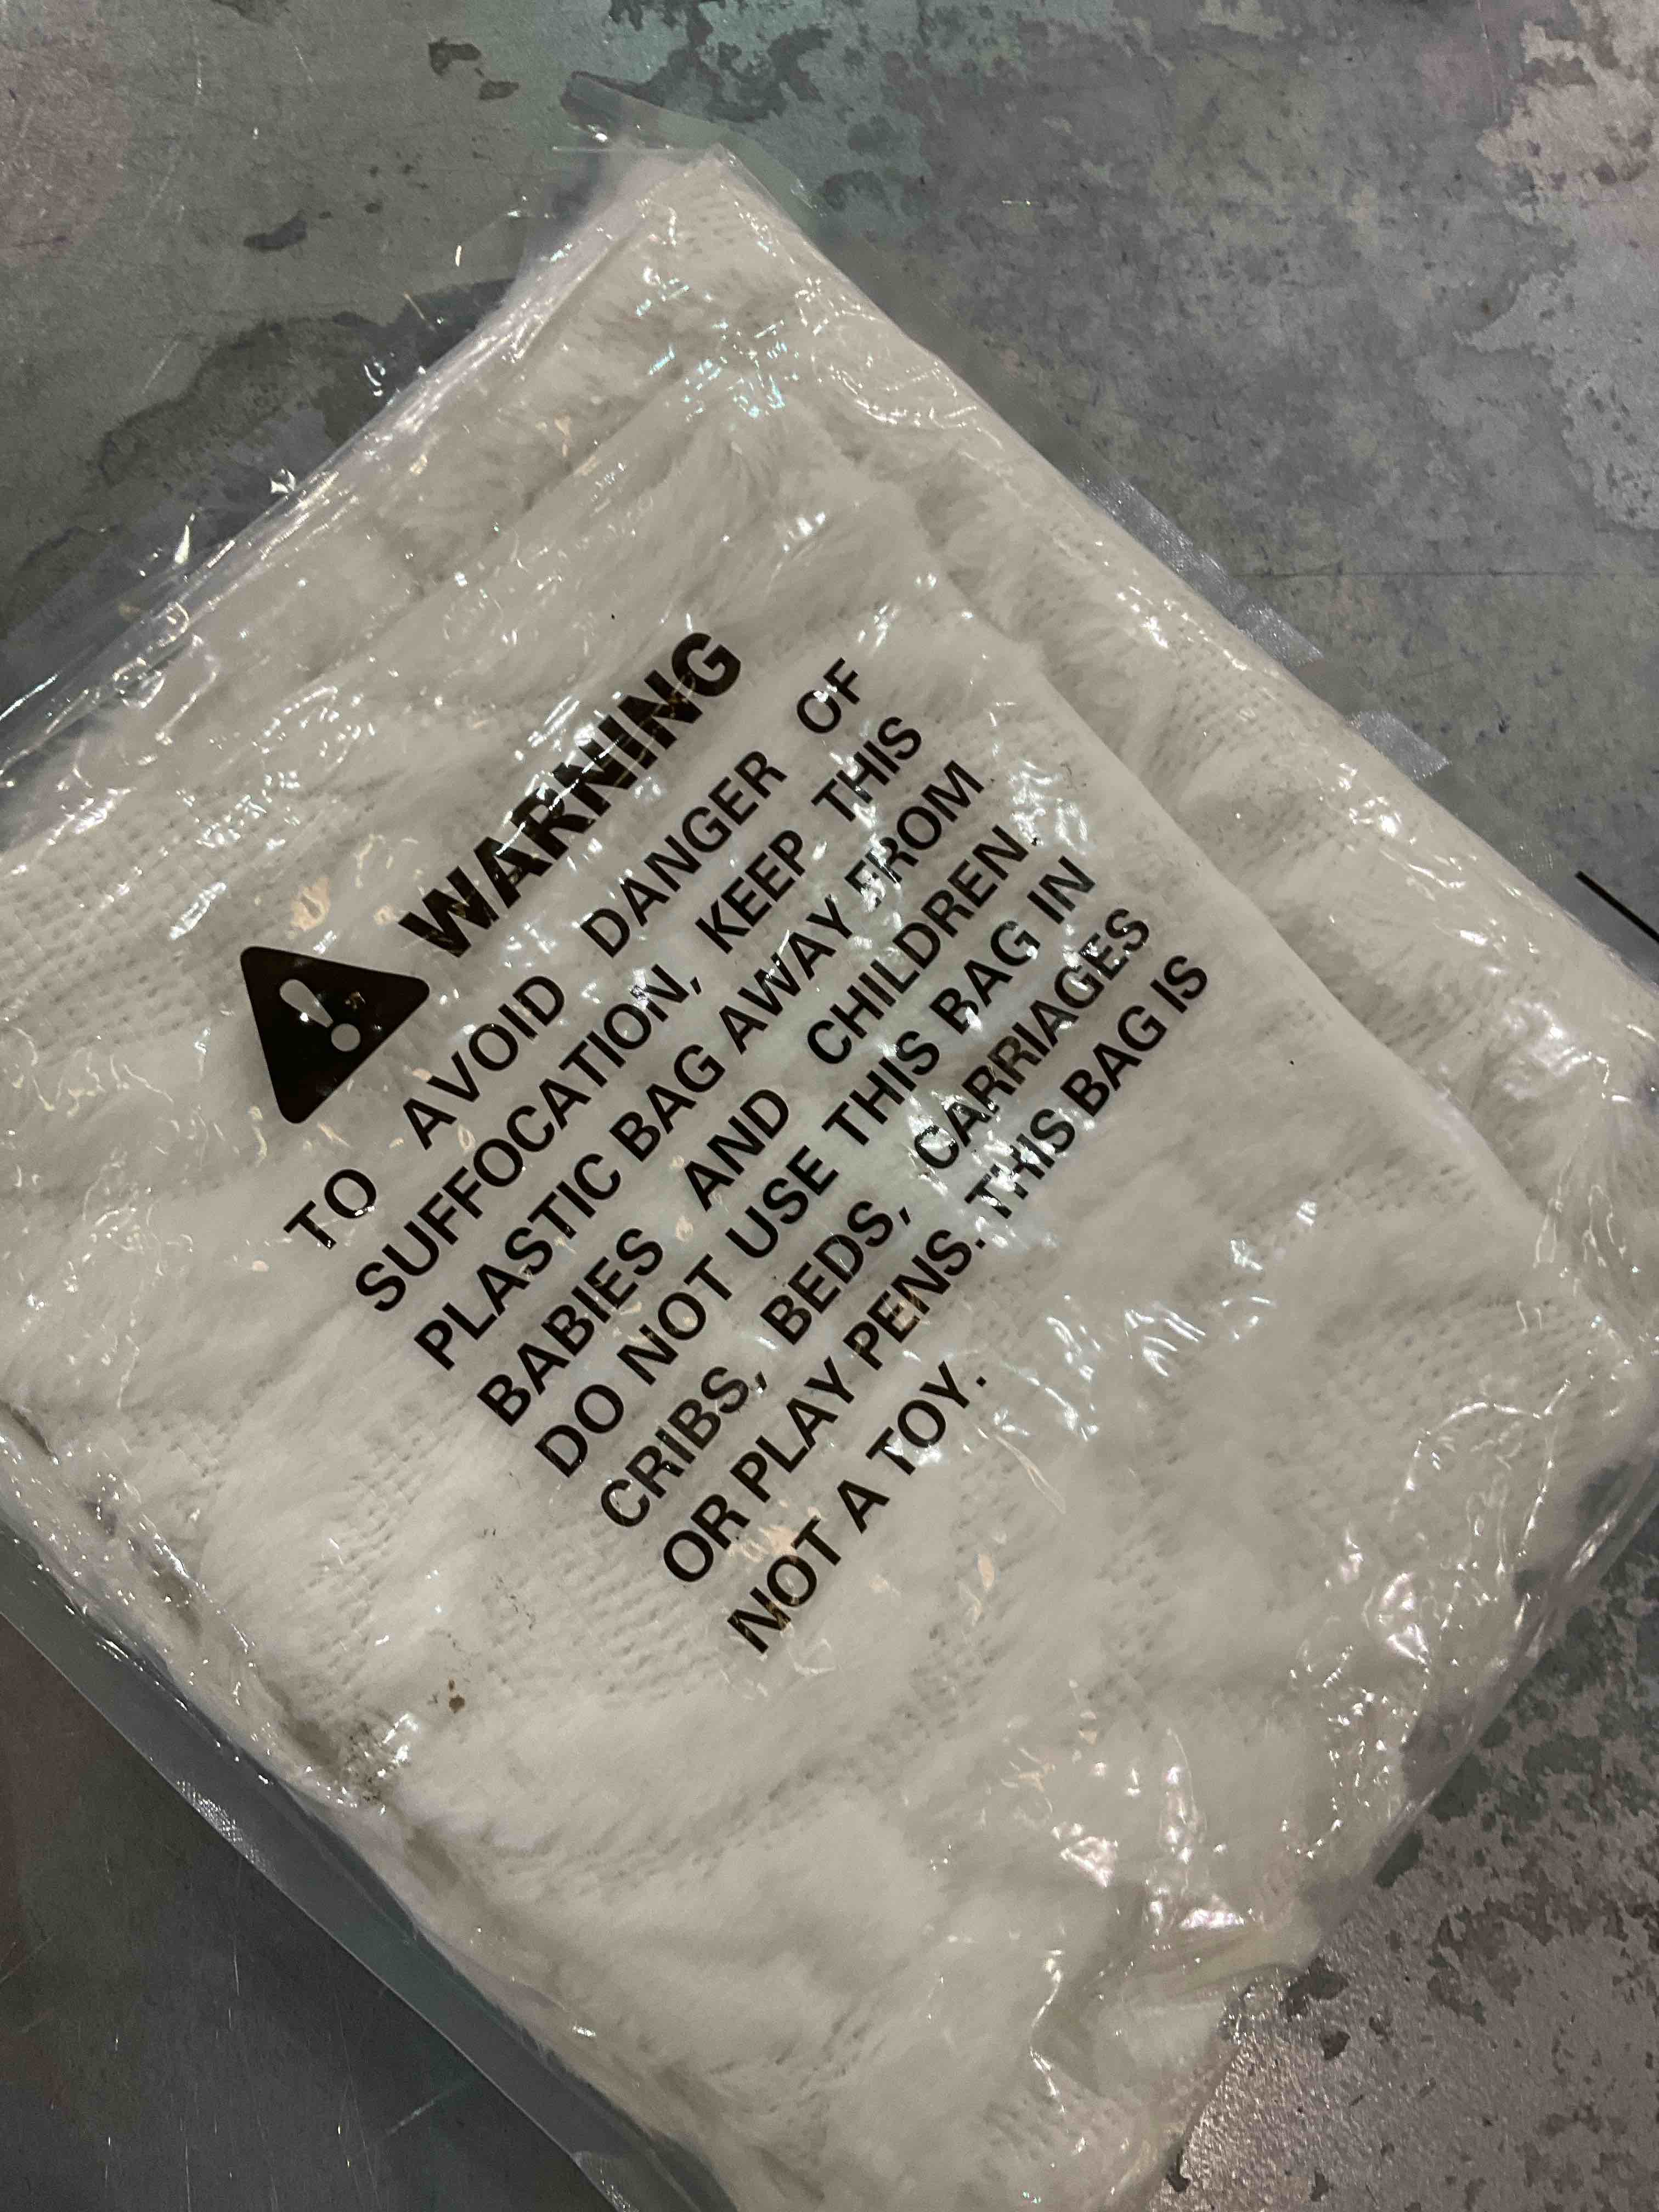 WARNING
TO AVOID DANGER OF
SUFFOCATION, KEEP THIS
PLASTIC BAG AWAY FROM
BABIES AND CHILDREN.
DO NOT USE THIS BAG IN
CRIBS, BEDS, CARRIAGES
OR PLAY PENS. THIS BAG IS
NOT A TOY.